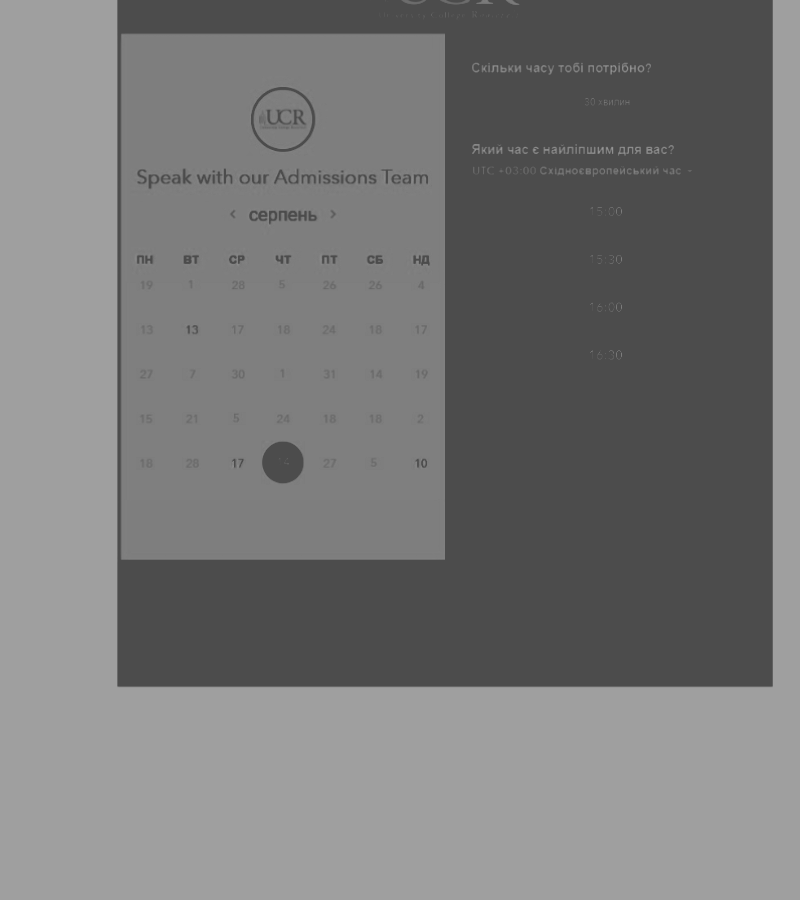 UCR
Скільки часу тобі потрібно?
30 хвилин
Який час є найліпшим для вас?
UTC +03:00 Східноєвропейський час
15:00
15:30
16:00
16:30
UCR
Speak with our Admissions Team
< серпень >
ПН ВТ СР ЧТ ПТ СБ НД
19 1 28 5 26 26 4
13 13 17 18 24 18 17
27 7 30 1 31 14 19
15 21 5 24 18 18 2
18 28 17 14 27 5 10